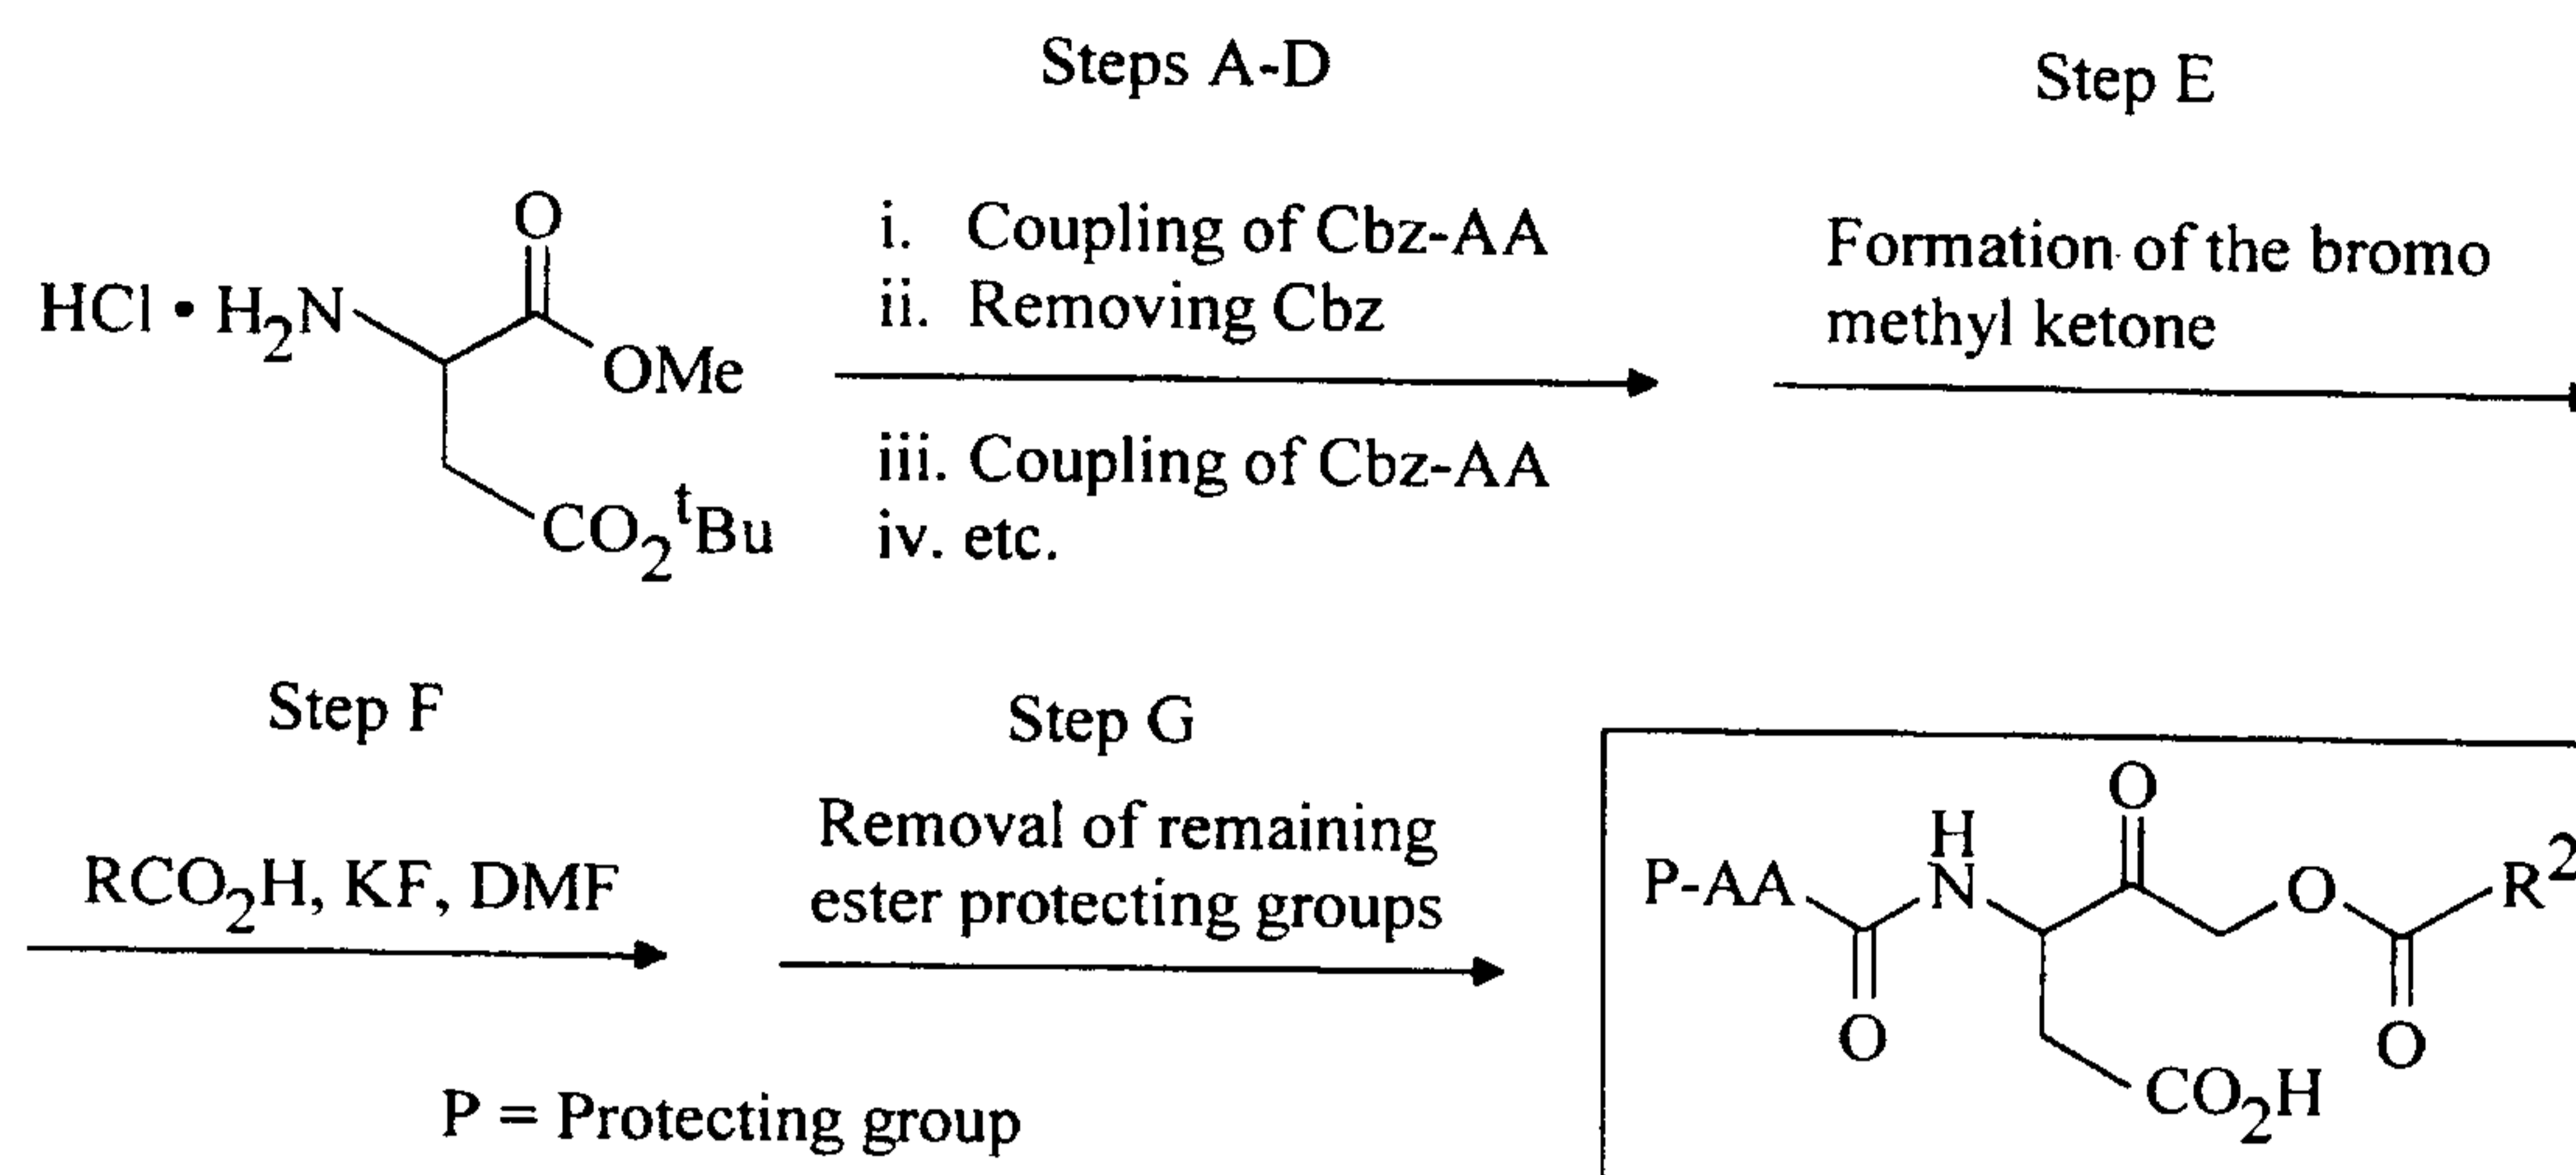 Steps A-D
Step E
HCl • H₂N
O
OMe
CO₂ᵗBu
i. Coupling of Cbz-AA
ii. Removing Cbz
iii. Coupling of Cbz-AA
iv. etc.
Formation of the bromo
methyl ketone
Step F
RCO₂H, KF, DMF
Step G
Removal of remaining
ester protecting groups
P-AA
O
H
N
O
O
O
R²
CO₂H
P = Protecting group